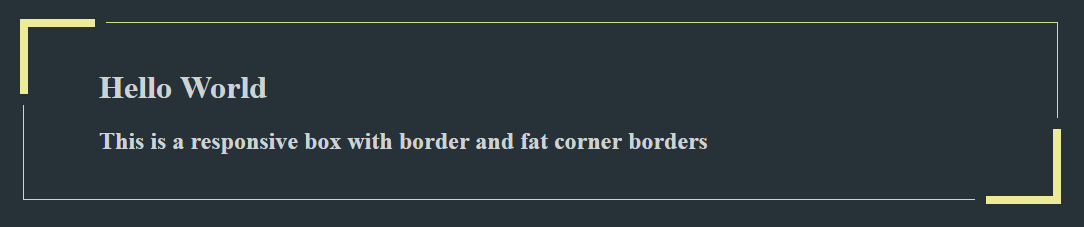 Hello World
This is a responsive box with border and fat corner borders